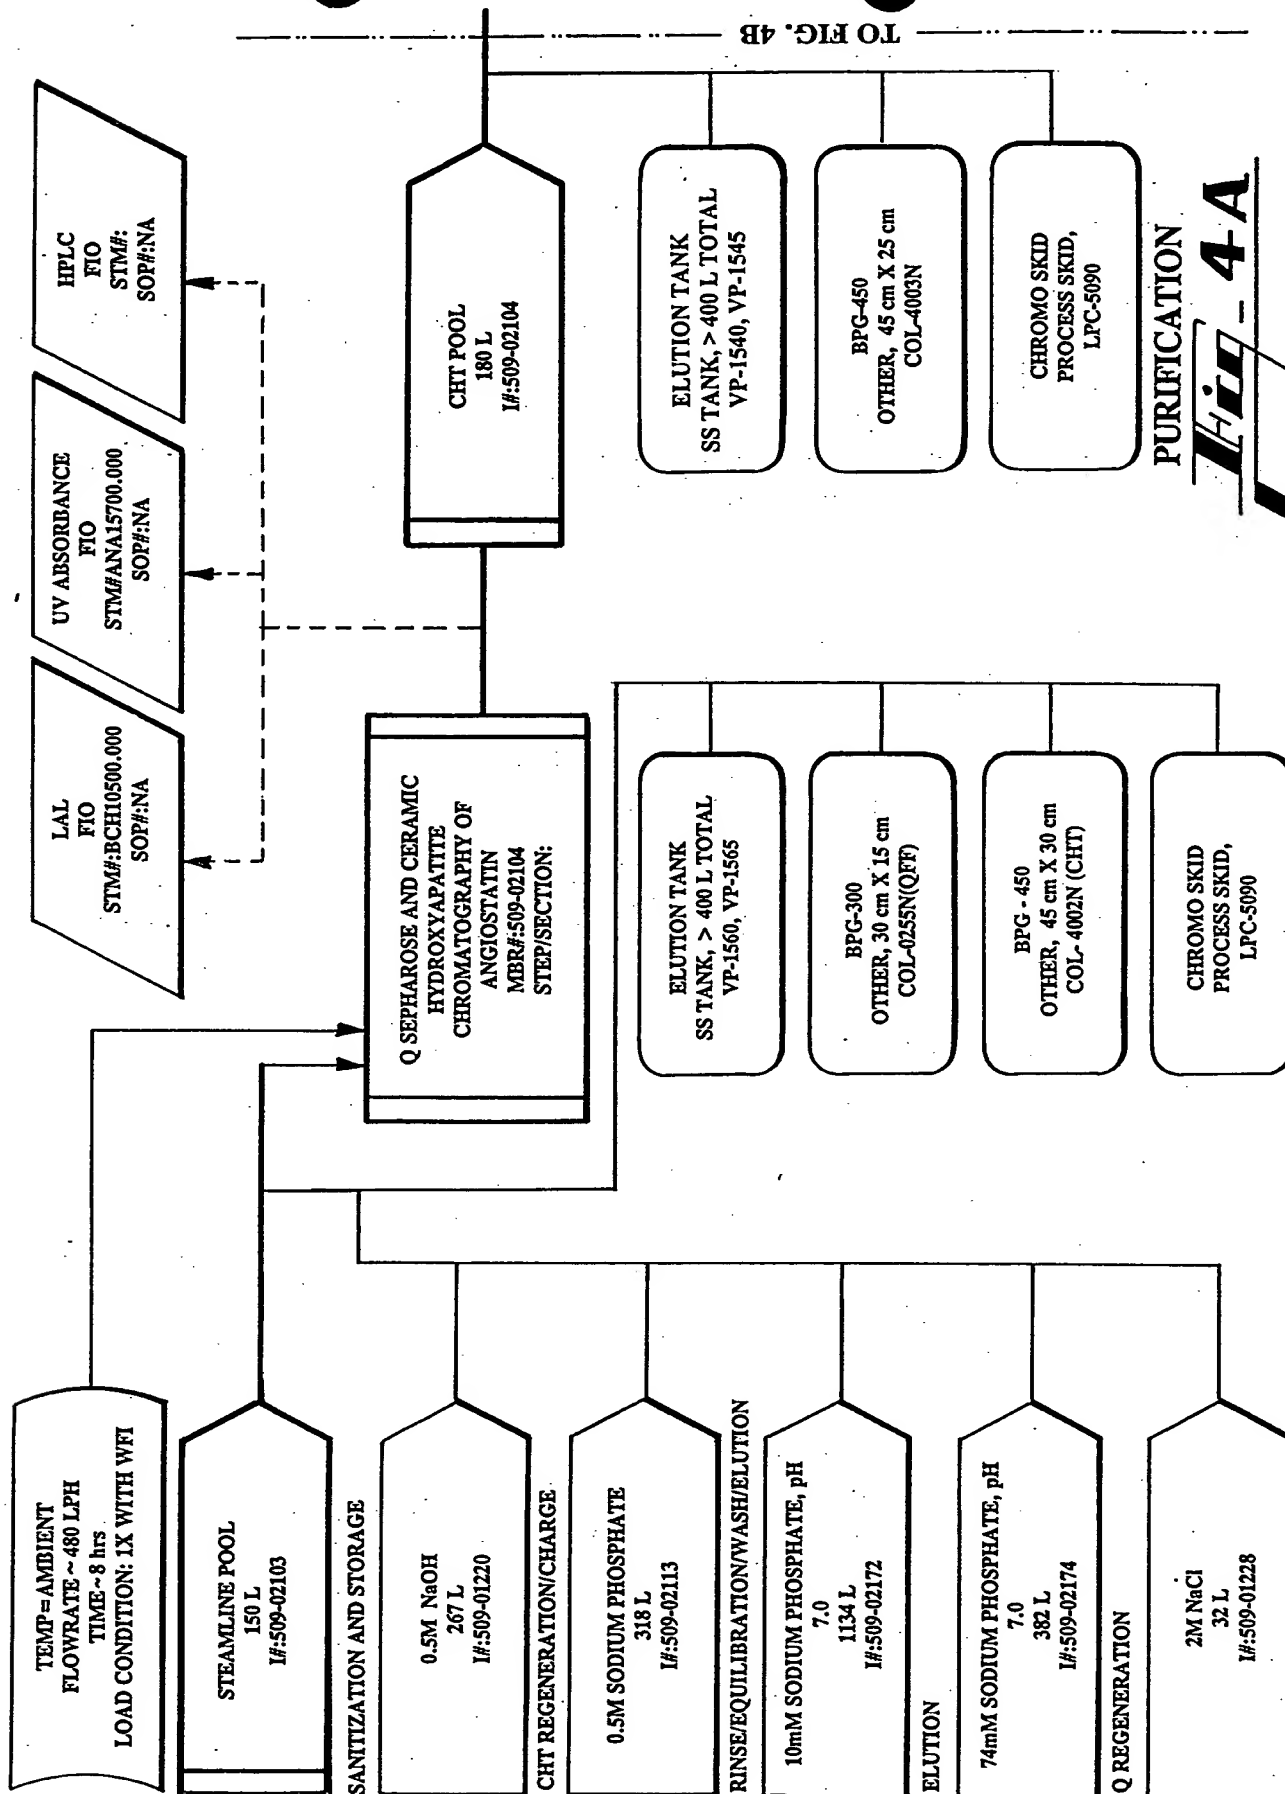 TO FIG. 4B
LAL
FIO
STM#:BCH10500.000
SOP#:NA
UV ABSORBANCE
FIO
STM#ANA15700.000
SOP#:NA
HPLC
FIO
STM#:
SOP#:NA
TEMP=AMBIENT
FLOWRATE ~ 480 LPH
TIME~ 8 hrs
LOAD CONDITION: 1X WITH WFI
STEAMLINE POOL
150 L
I#:509-02103
SANITIZATION AND STORAGE
0.5M NaOH
267 L
I#:509-01220
CHT REGENERATION/CHARGE
0.5M SODIUM PHOSPHATE
318 L
I#:509-02113
RINSE/EQUILIBRATION/WASH/ELUTION
10mM SODIUM PHOSPHATE, pH
7.0
1134 L
I#:509-02172
ELUTION
74mM SODIUM PHOSPHATE, pH
7.0
382 L
I#:509-02174
Q REGENERATION
2M NaCl
32 L
I#:509-01228
Q SEPHAROSE AND CERAMIC
HYDROXYAPATITE
CHROMATOGRAPHY OF
ANGIOSTATIN
MBR#:509-02104
STEP/SECTION:
ELUTION TANK
SS TANK, > 400 L TOTAL
VP-1560, VP-1565
BPG-300
OTHER, 30 cm X 15 cm
COL-0255N(QFF)
BPG - 450
OTHER, 45 cm X 30 cm
COL- 4002N (CHT)
CHROMO SKID
PROCESS SKID,
LPC-5090
CHT POOL
180 L
I#:509-02104
ELUTION TANK
SS TANK, > 400 L TOTAL
VP-1540, VP-1545
BPG-450
OTHER, 45 cm X 25 cm
COL-4003N
CHROMO SKID
PROCESS SKID,
LPC-5090
PURIFICATION
Fig_4A